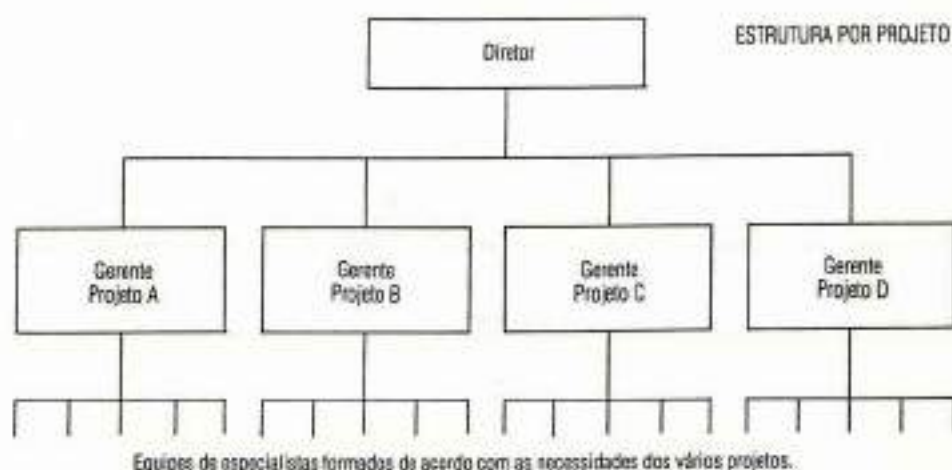 ESTRUTURA POR PROJETO
Diretor
Gerente
Projeto A
Gerente
Projeto B
Gerente
Projeto C
Gerente
Projeto D
Equipes de especialistas formados de acordo com as necessidades dos vários projetos.